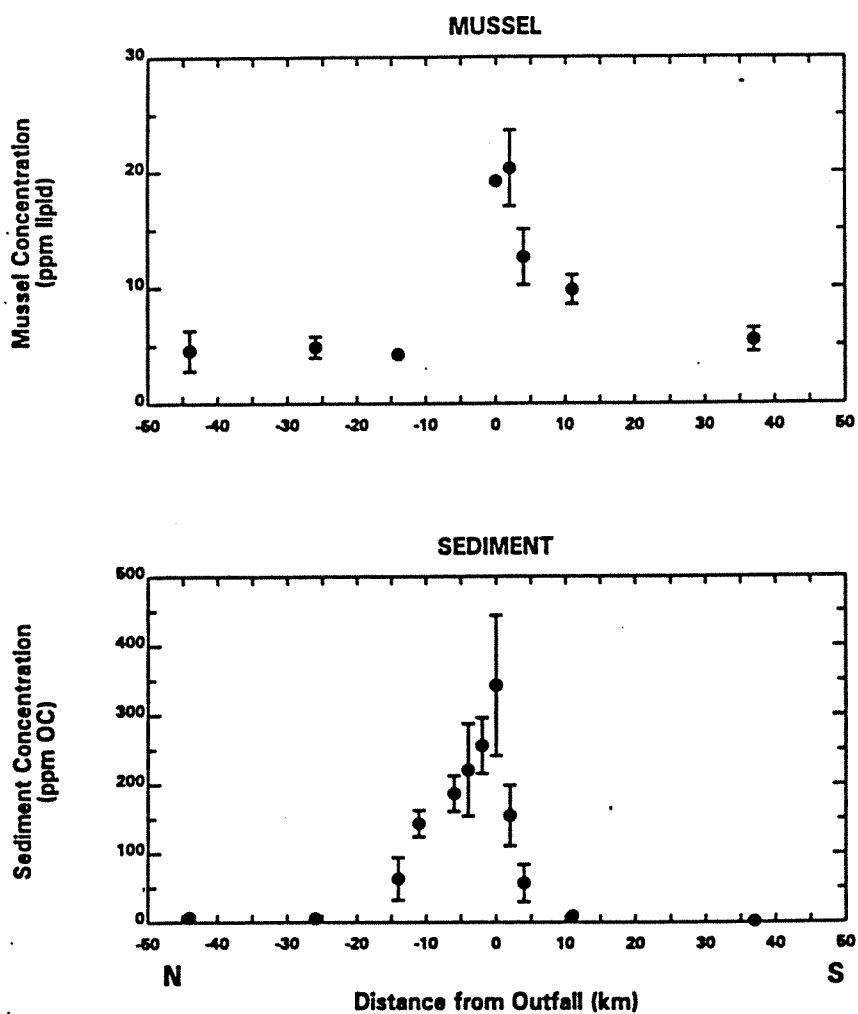 MUSSEL
30
20
10
0
Mussel Concentration
(ppm lipid)
-50 -40 -30 -20 -10 0 10 20 30 40 50
SEDIMENT
500
400
300
200
100
0
Sediment Concentration
(ppm OC)
-50 -40 -30 -20 -10 0 10 20 30 40 50
N S
Distance from Outfall (km)